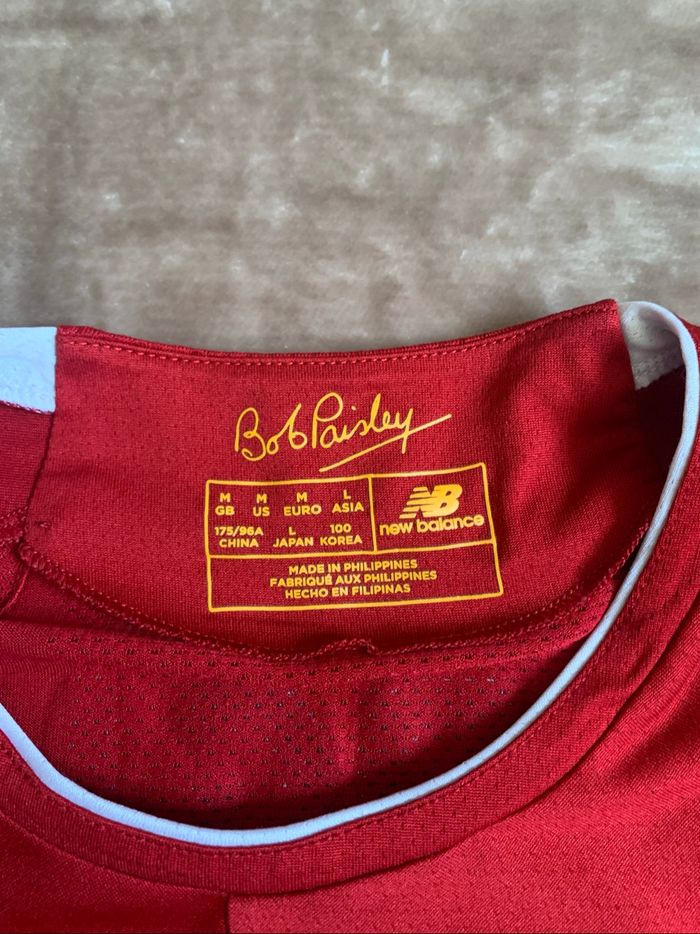 Bob Paisley
M M M L
GB US EURO ASIA
175/96A L 100
CHINA JAPAN KOREA
NB
new balance
MADE IN PHILIPPINES
FABRIQUÉ AUX PHILIPPINES
HECHO EN FILIPINAS